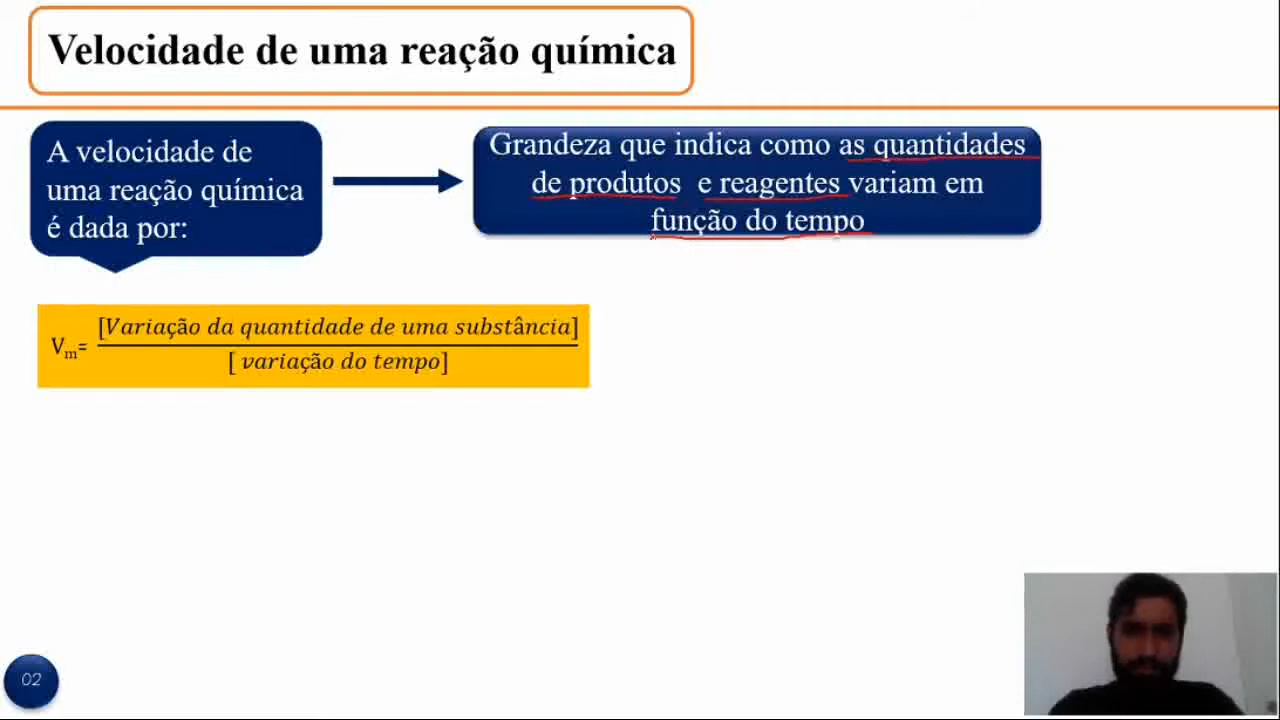 Velocidade de uma reação química
A velocidade de
uma reação química
é dada por:
Grandeza que indica como as quantidades
de produtos e reagentes variam em
função do tempo
[Variação da quantidade de uma substância]
Vm=
[ variação do tempo]
02